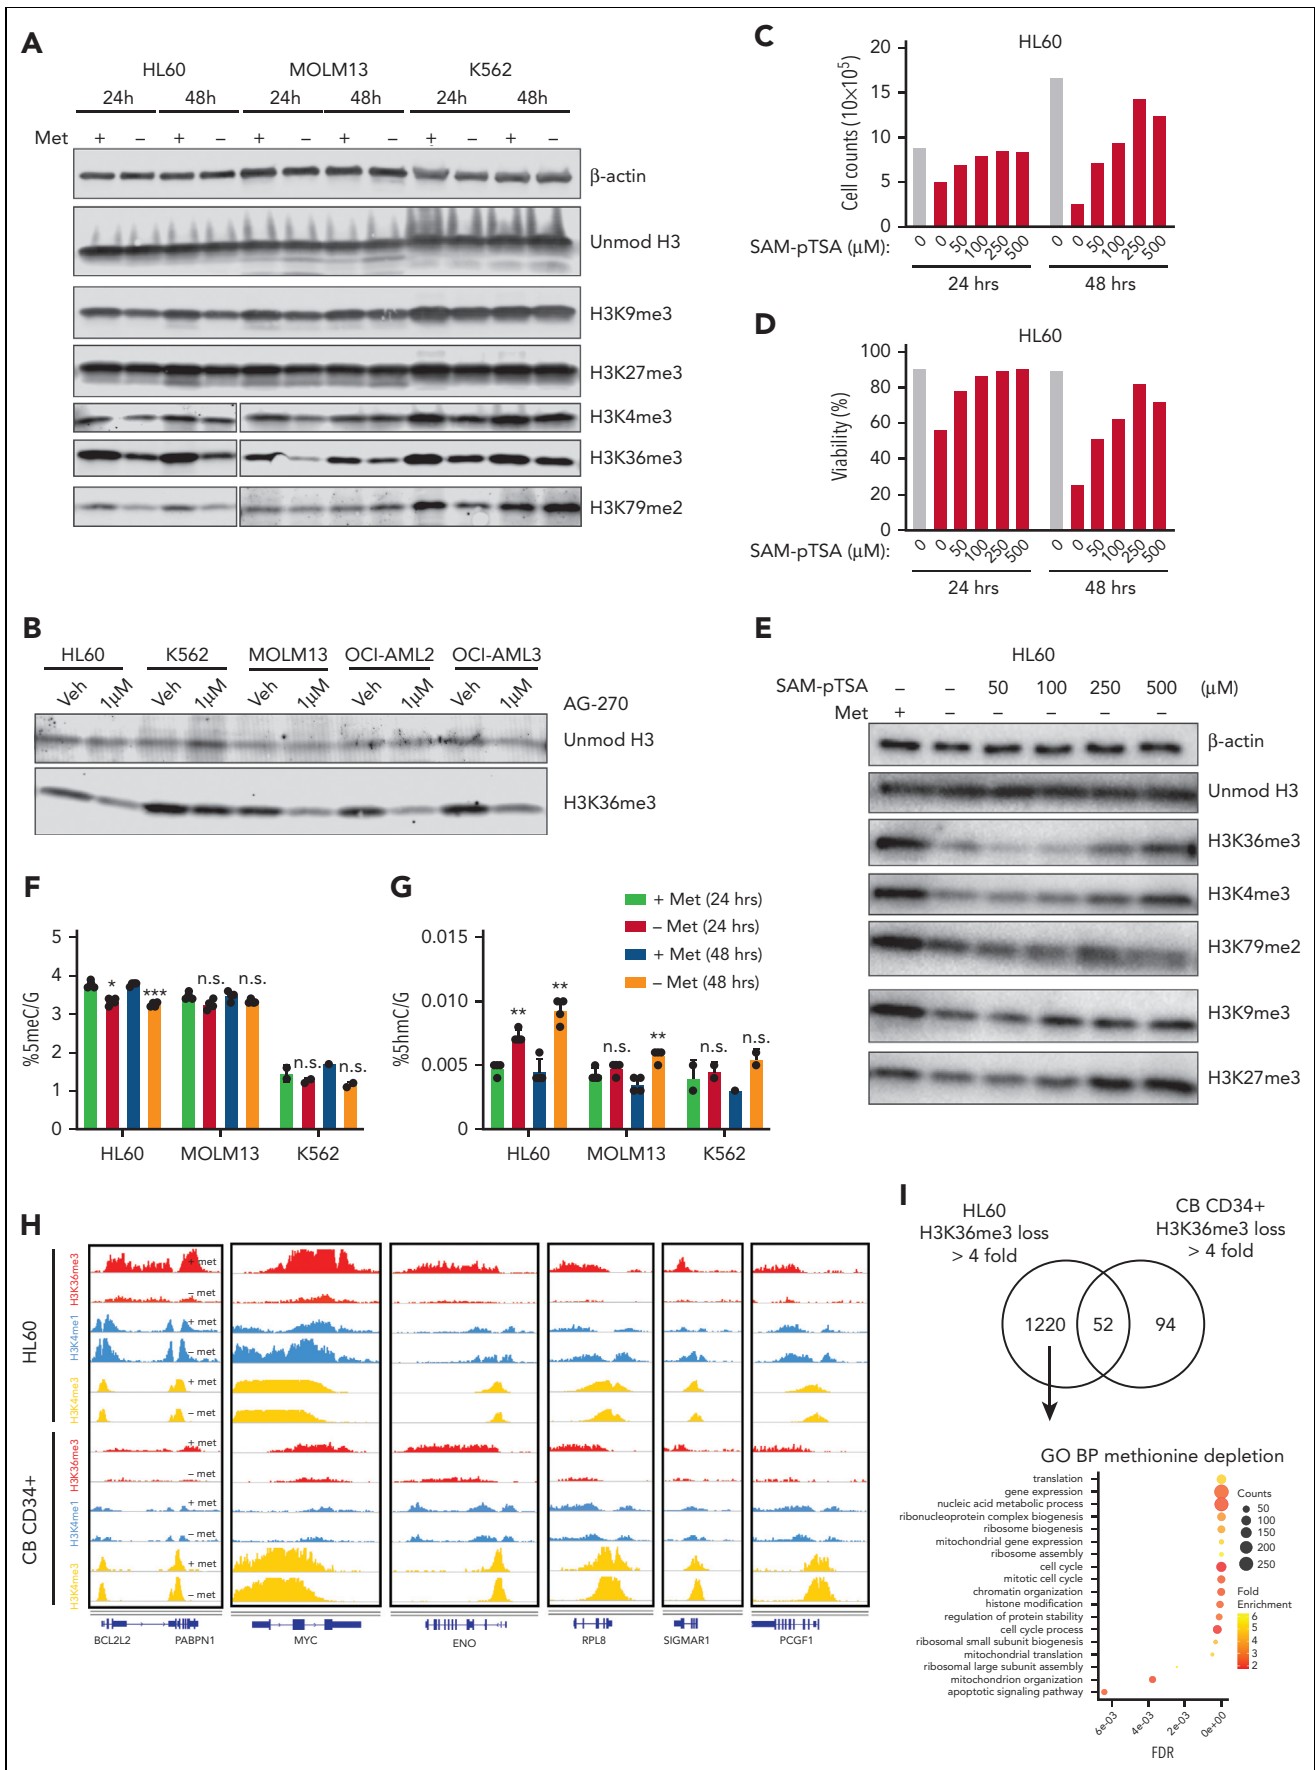 A
HL60 MOLM13 K562
24h 48h 24h 48h 24h 48h
Met + – + – + – + – + – + –
β-actin
Unmod H3
H3K9me3
H3K27me3
H3K4me3
H3K36me3
H3K79me2
B
HL60 K562 MOLM13 OCI-AML2 OCI-AML3
Veh 1μM Veh 1μM Veh 1μM Veh 1μM Veh 1μM AG-270
Unmod H3
H3K36me3
C
HL60
Cell counts (10×10⁵)
20
15
10
5
0
SAM-pTSA (μM): 0 0 50 100 250 500 0 0 50 100 250 500
24 hrs 48 hrs
D
HL60
Viability (%)
100
80
60
40
20
0
SAM-pTSA (μM): 0 0 50 100 250 500 0 0 50 100 250 500
24 hrs 48 hrs
E
HL60
SAM-pTSA – – 50 100 250 500 (μM)
Met + – – – – –
β-actin
Unmod H3
H3K36me3
H3K4me3
H3K79me2
H3K9me3
H3K27me3
F
%5meC/G
5
4
3
2
1
0
* *** n.s. n.s. n.s. n.s.
HL60 MOLM13 K562
G
+ Met (24 hrs)
– Met (24 hrs)
+ Met (48 hrs)
– Met (48 hrs)
%5hmC/G
0.015
0.010
0.005
0
** ** n.s. ** n.s. n.s.
HL60 MOLM13 K562
H
HL60
H3K36me3
+ met
– met
H3K4me1
+ met
– met
H3K4me3
+ met
– met
CB CD34+
H3K36me3
+ met
– met
H3K4me1
+ met
– met
H3K4me3
+ met
– met
BCL2L2 PABPN1 MYC ENO RPL8 SIGMAR1 PCGF1
I
HL60
H3K36me3 loss
> 4 fold
CB CD34+
H3K36me3 loss
> 4 fold
1220 52 94
GO BP methionine depletion
translation
gene expression
nucleic acid metabolic process
ribonucleoprotein complex biogenesis
ribosome biogenesis
mitochondrial gene expression
ribosome assembly
cell cycle
mitotic cell cycle
chromatin organization
histone modification
regulation of protein stability
cell cycle process
ribosomal small subunit biogenesis
mitochondrial translation
ribosomal large subunit assembly
mitochondrion organization
apoptotic signaling pathway
6e-03 4e-03 2e-03 0e+00
FDR
Counts
50
100
150
200
250
Fold
Enrichment
6
5
4
3
2